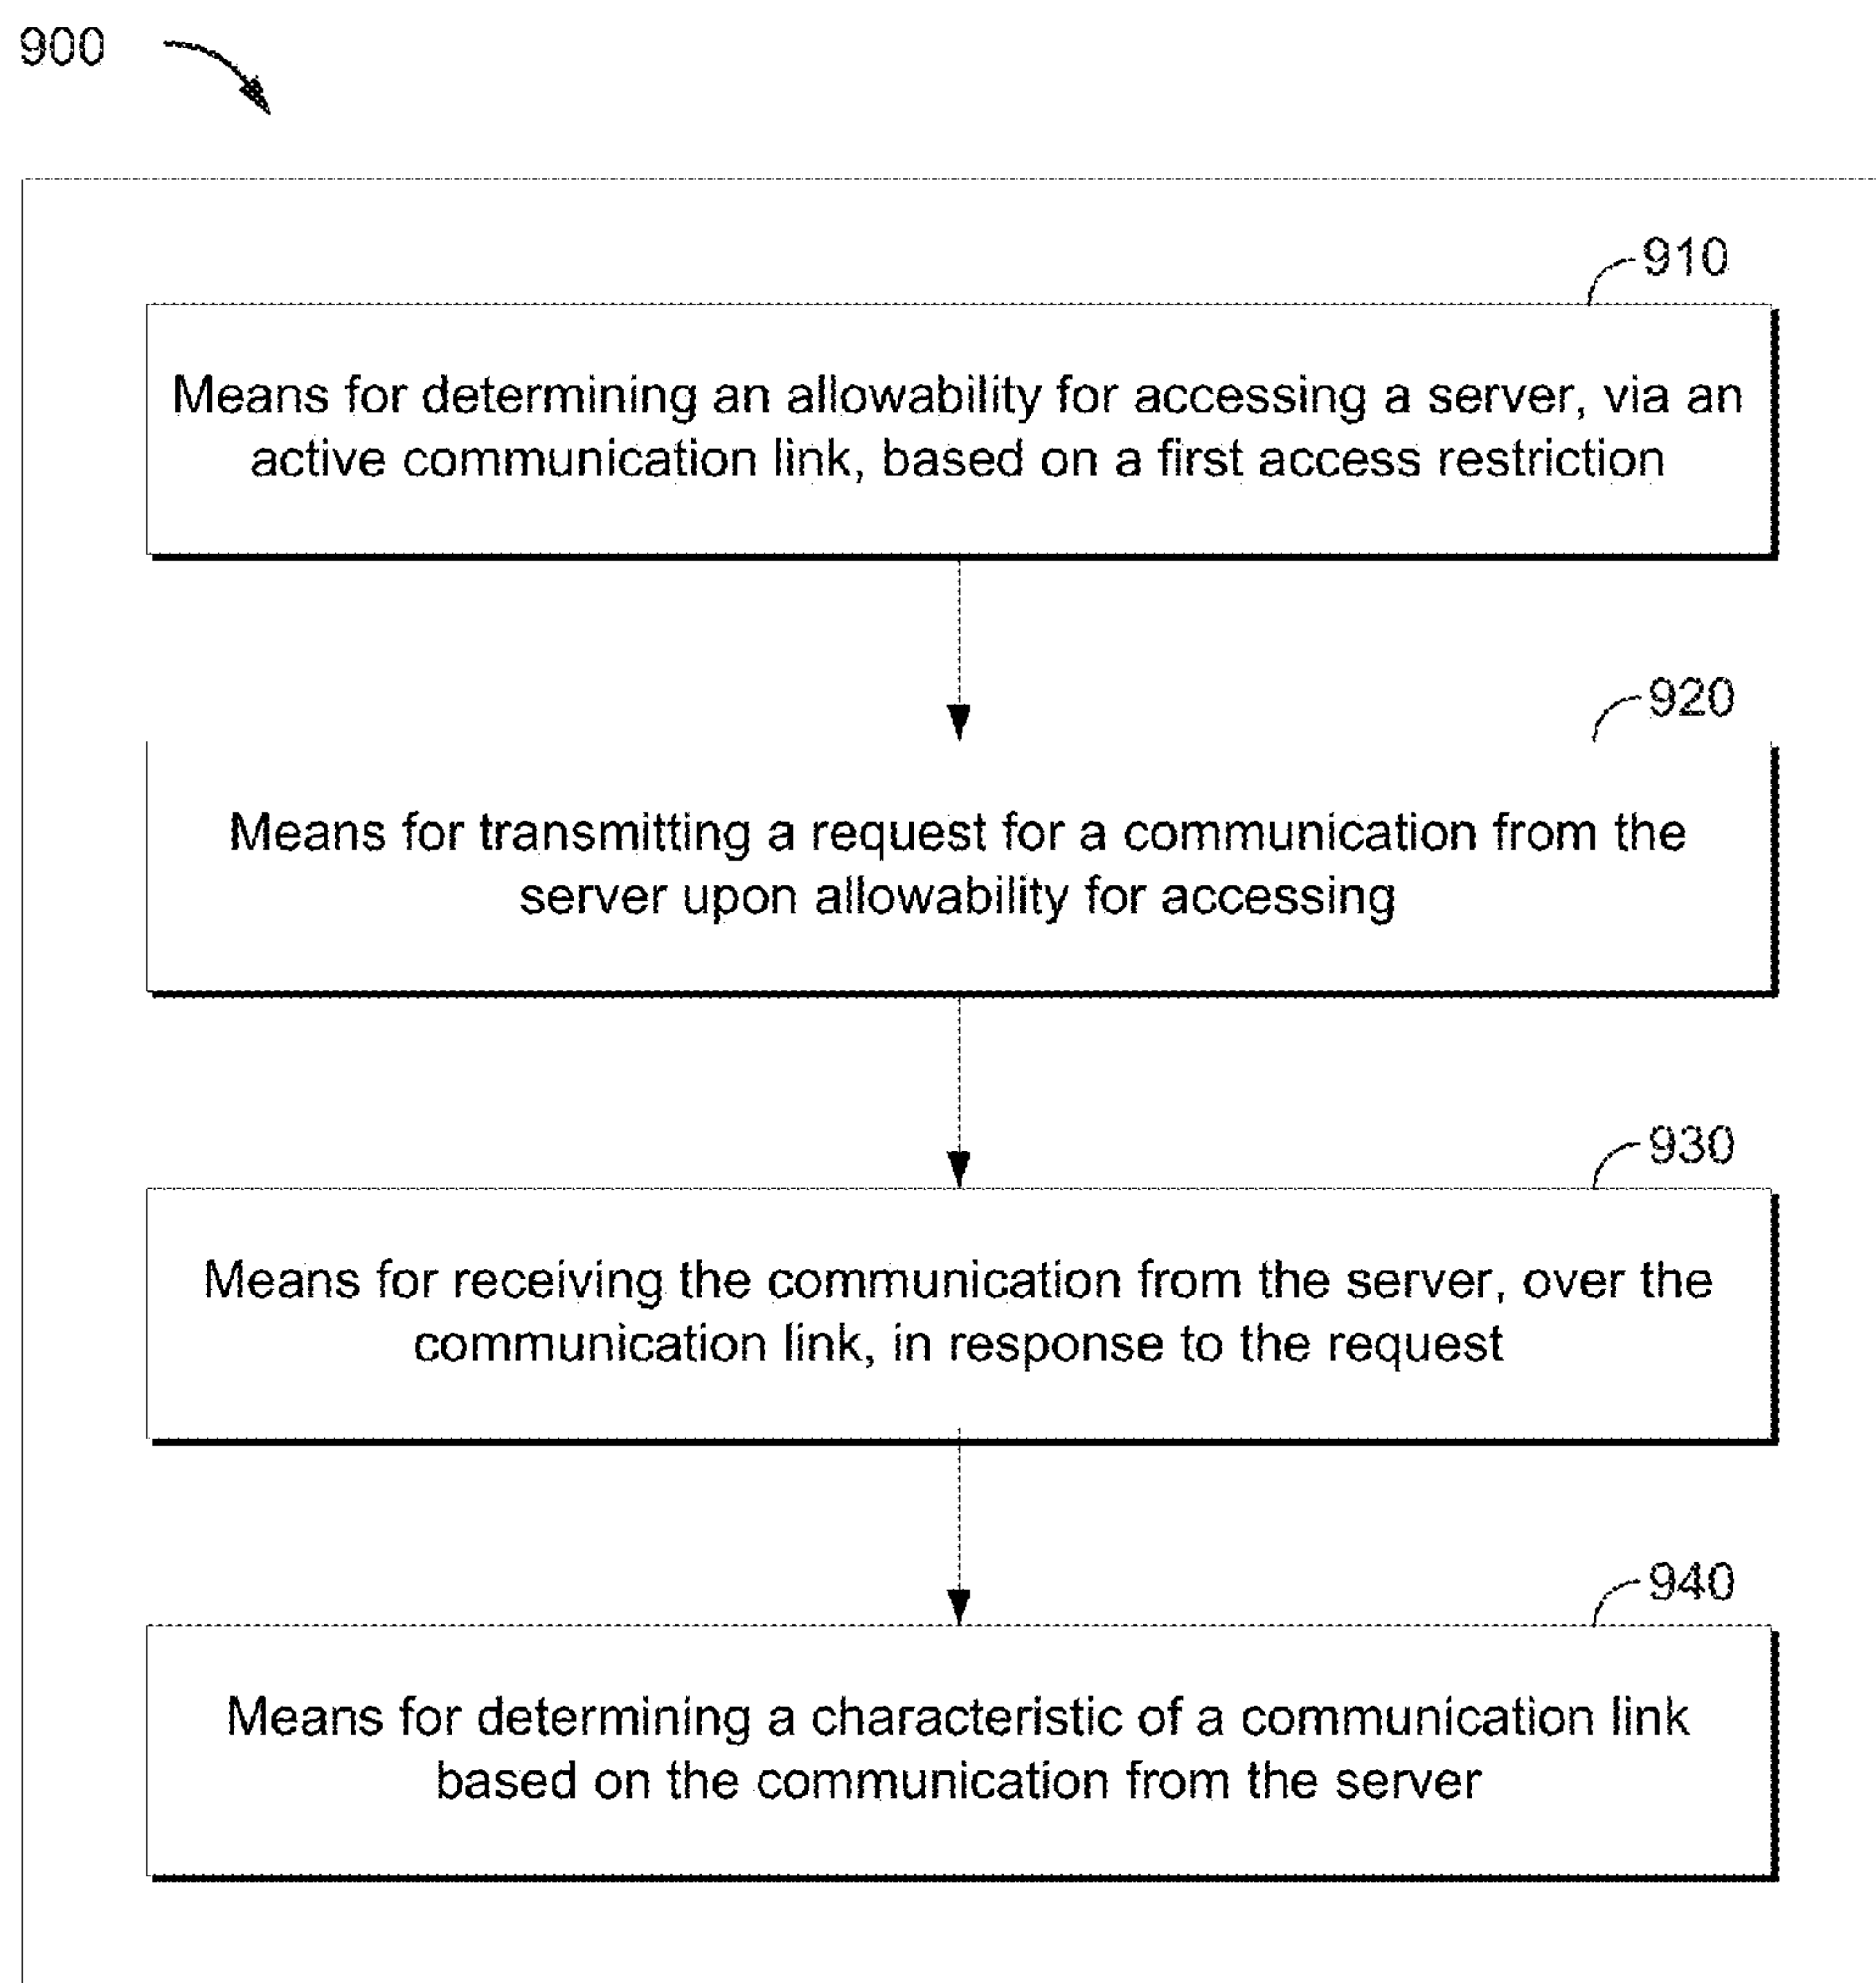 900
910
Means for determining an allowability for accessing a server, via an
active communication link, based on a first access restriction
920
Means for transmitting a request for a communication from the
server upon allowability for accessing
930
Means for receiving the communication from the server, over the
communication link, in response to the request
940
Means for determining a characteristic of a communication link
based on the communication from the server